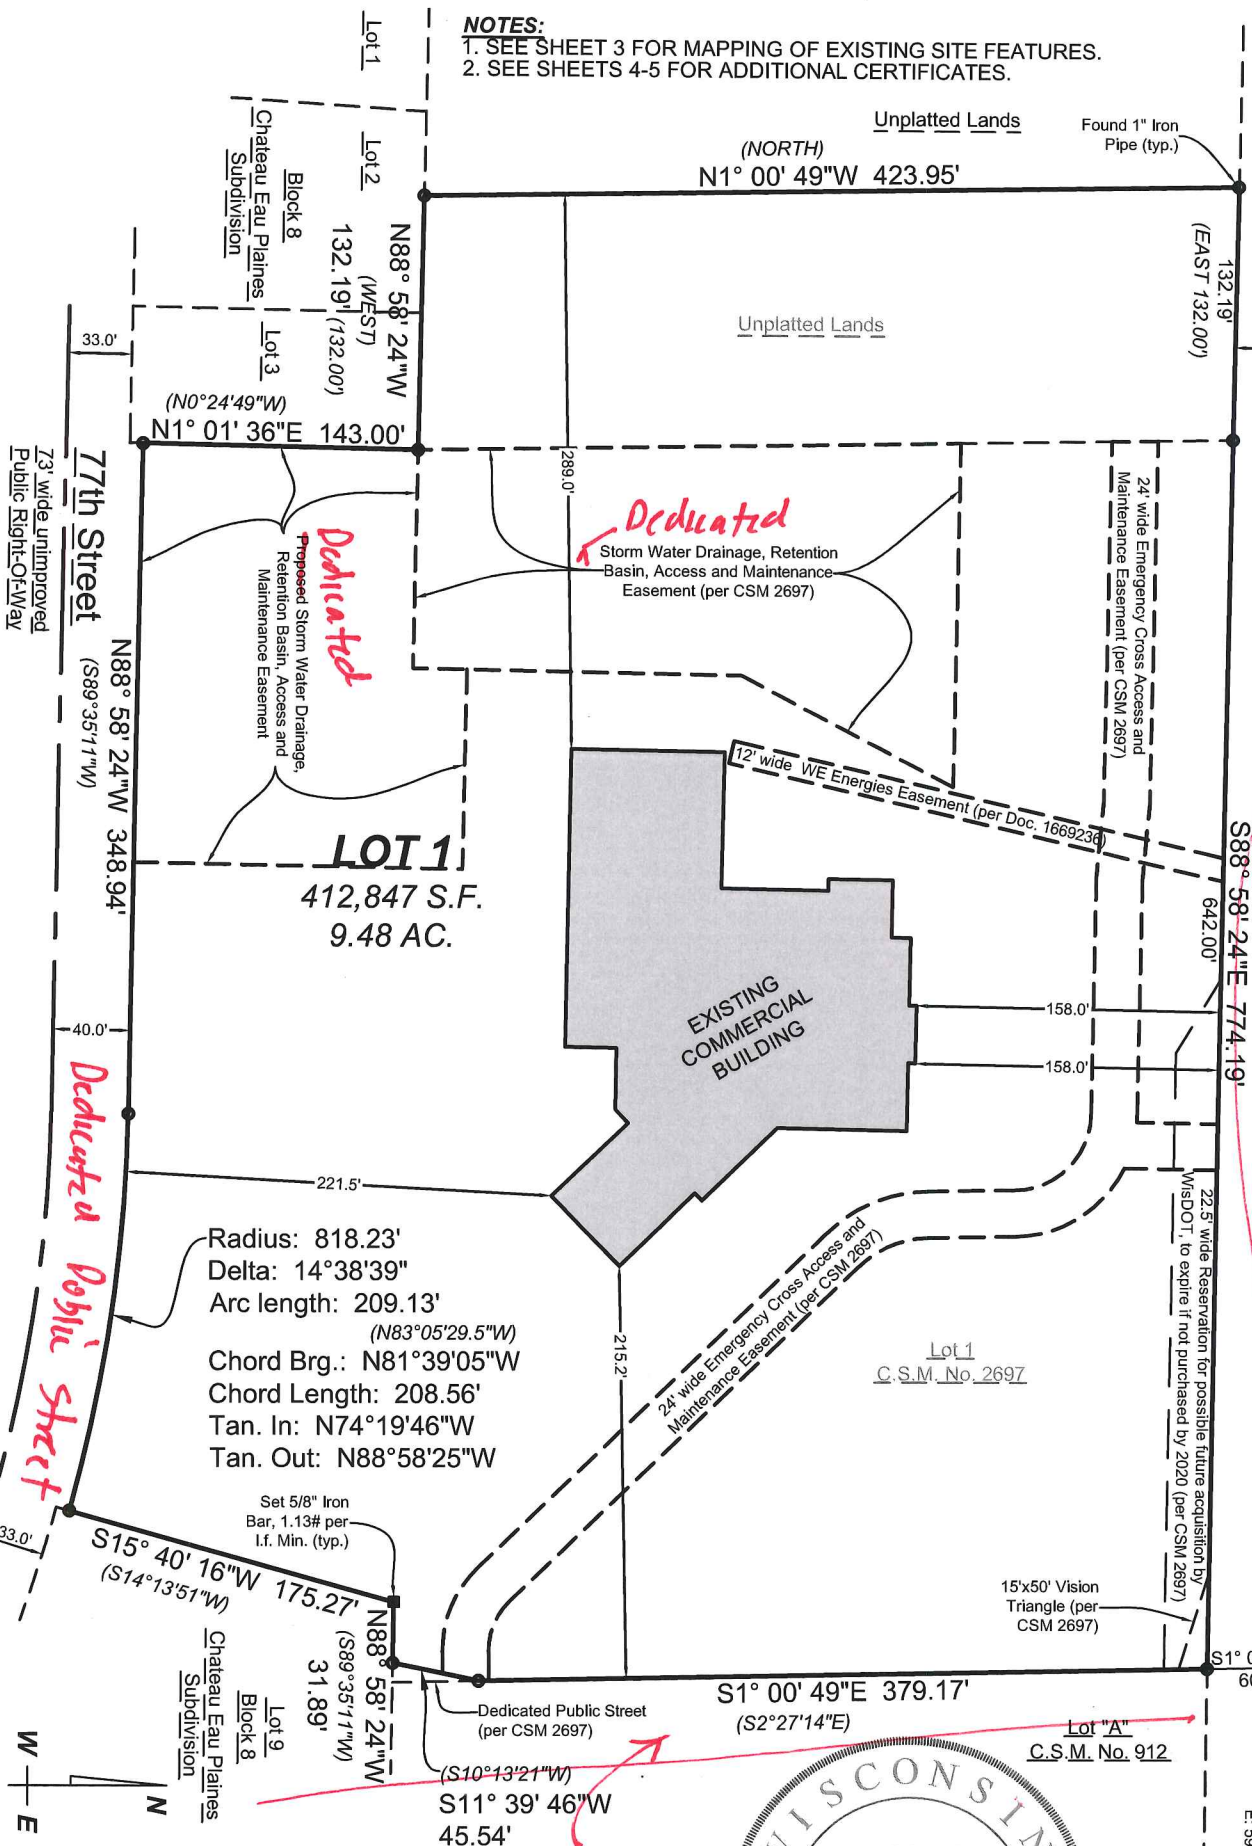 NOTES:
1. SEE SHEET 3 FOR MAPPING OF EXISTING SITE FEATURES.
2. SEE SHEETS 4-5 FOR ADDITIONAL CERTIFICATES.
Lot 1
Lot 2
Block 8
Chateau Eau Plaines
Subdivision
Lot 3
Unplatted Lands
Found 1" Iron
Pipe (typ.)
(NORTH)
N1° 00' 49"W 423.95'
N88° 58' 24"W
(WEST)
132.19' (132.00')
132.19'
(EAST 132.00')
Unplatted Lands
33.0'
(N0°24'49"W)
N1° 01' 36"E 143.00'
289.0'
77th Street
73' wide unimproved
Public Right-Of-Way
Dedicated
Storm Water Drainage, Retention
Basin, Access and Maintenance
Easement (per CSM 2697)
Dedicated
Proposed Storm Water Drainage,
Retention Basin, Access and
Maintenance Easement
24' wide Emergency Cross Access and
Maintenance Easement (per CSM 2697)
N88° 58' 24"W 348.94'
(S89°35'11"W)
12' wide WE Energies Easement (per Doc. 1669236)
S88° 58' 24"E 774.19'
642.00'
LOT 1
412,847 S.F.
9.48 AC.
EXISTING
COMMERCIAL
BUILDING
158.0'
158.0'
40.0'
Dedicated Public Street
221.5'
Radius: 818.23'
Delta: 14°38'39"
Arc length: 209.13'
(N83°05'29.5"W)
Chord Brg.: N81°39'05"W
Chord Length: 208.56'
Tan. In: N74°19'46"W
Tan. Out: N88°58'25"W
215.2'
24' wide Emergency Cross Access and
Maintenance Easement (per CSM 2697)
22.5' wide Reservation for possible future acquisition by
WisDOT, to expire if not purchased by 2020 (per CSM 2697)
Lot 1
C.S.M. No. 2697
Set 5/8" Iron
Bar, 1.13# per
l.f. Min. (typ.)
33.0'
S15° 40' 16"W 175.27'
(S14°13'51"W)
15'x50' Vision
Triangle (per
CSM 2697)
N88° 58' 24"W
(S89°35'11"W)
31.89'
Lot 9
Block 8
Chateau Eau Plaines
Subdivision
Dedicated Public Street
(per CSM 2697)
S1° 00' 49"E 379.17'
(S2°27'14"E)
Lot "A"
C.S.M. No. 912
(S10°13'21"W)
S11° 39' 46"W
45.54'
W
E
N
WISCONSIN